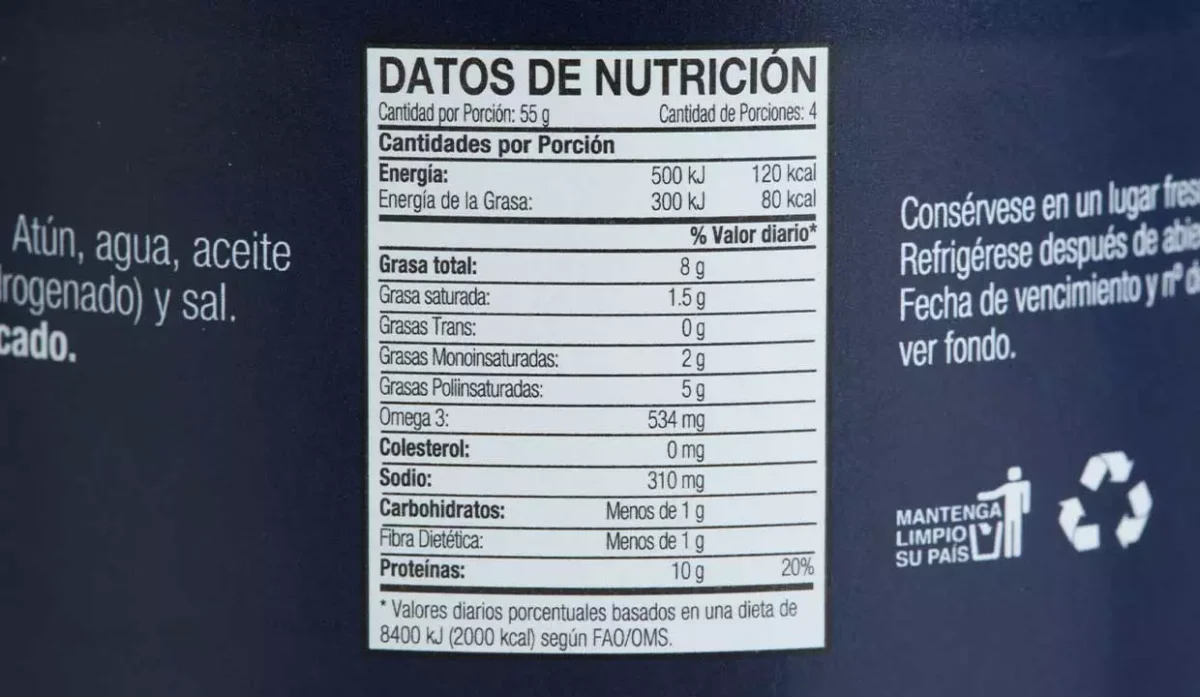 Atún, agua, aceite
rogenado) y sal.
cado.
DATOS DE NUTRICIÓN
Cantidad por Porción: 55 g Cantidad de Porciones: 4
Cantidades por Porción
Energía: 500 kJ 120 kcal
Energía de la Grasa: 300 kJ 80 kcal
% Valor diario*
Grasa total: 8 g
Grasa saturada: 1.5 g
Grasas Trans: 0 g
Grasas Monoinsaturadas: 2 g
Grasas Poliinsaturadas: 5 g
Omega 3: 534 mg
Colesterol: 0 mg
Sodio: 310 mg
Carbohidratos: Menos de 1 g
Fibra Dietética: Menos de 1 g
Proteínas: 10 g 20%
* Valores diarios porcentuales basados en una dieta de
8400 kJ (2000 kcal) según FAO/OMS.
Consérvese en un lugar fres
Refrigérese después de abie
Fecha de vencimiento y nº d
ver fondo.
MANTENGA
LIMPIO
SU PAÍS